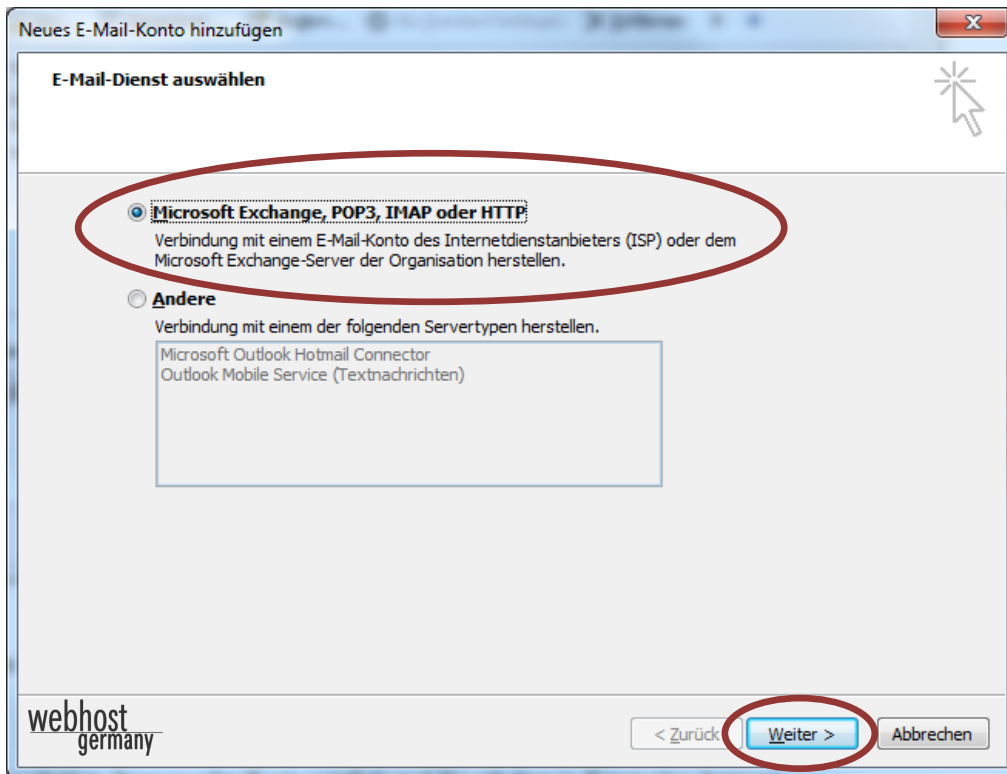 Neues E-Mail-Konto hinzufügen
E-Mail-Dienst auswählen
Microsoft Exchange, POP3, IMAP oder HTTP
Verbindung mit einem E-Mail-Konto des Internetdienstanbieters (ISP) oder dem
Microsoft Exchange-Server der Organisation herstellen.
Andere
Verbindung mit einem der folgenden Servertypen herstellen.
Microsoft Outlook Hotmail Connector
Outlook Mobile Service (Textnachrichten)
webhost
germany
< Zurück
Weiter >
Abbrechen